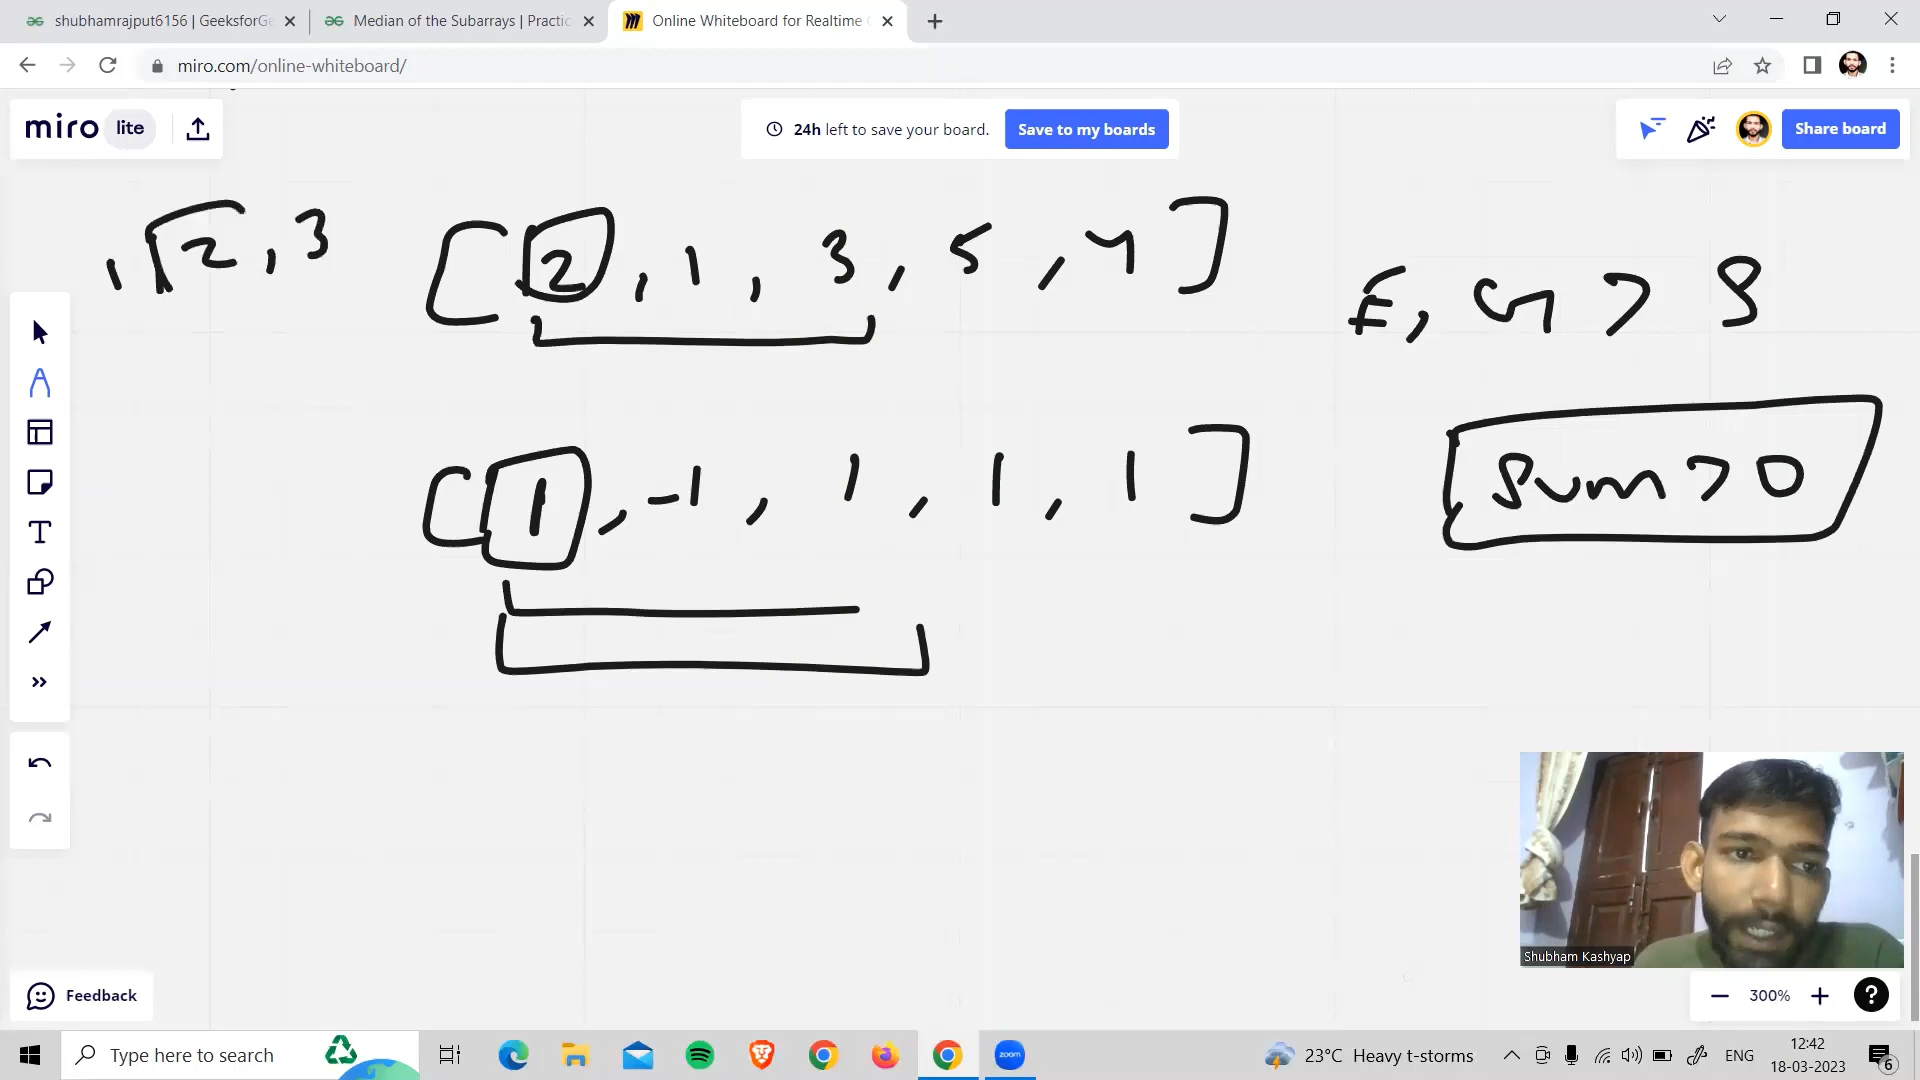 shubhamrajput6156 | GeeksforGe
Median of the Subarrays | Practic
Online Whiteboard for Realtime C
miro.com/online-whiteboard/
miro lite
24h left to save your board.
Save to my boards
Share board
, 2, 3
[2, 1, 3, 5, 4]
E, G > S
[1, -1, 1, 1, 1]
Sum > 0
T
Shubham Kashyap
Feedback
300%
?
Type here to search
zoom
23°C Heavy t-storms
ENG
12:42
18-03-2023
6